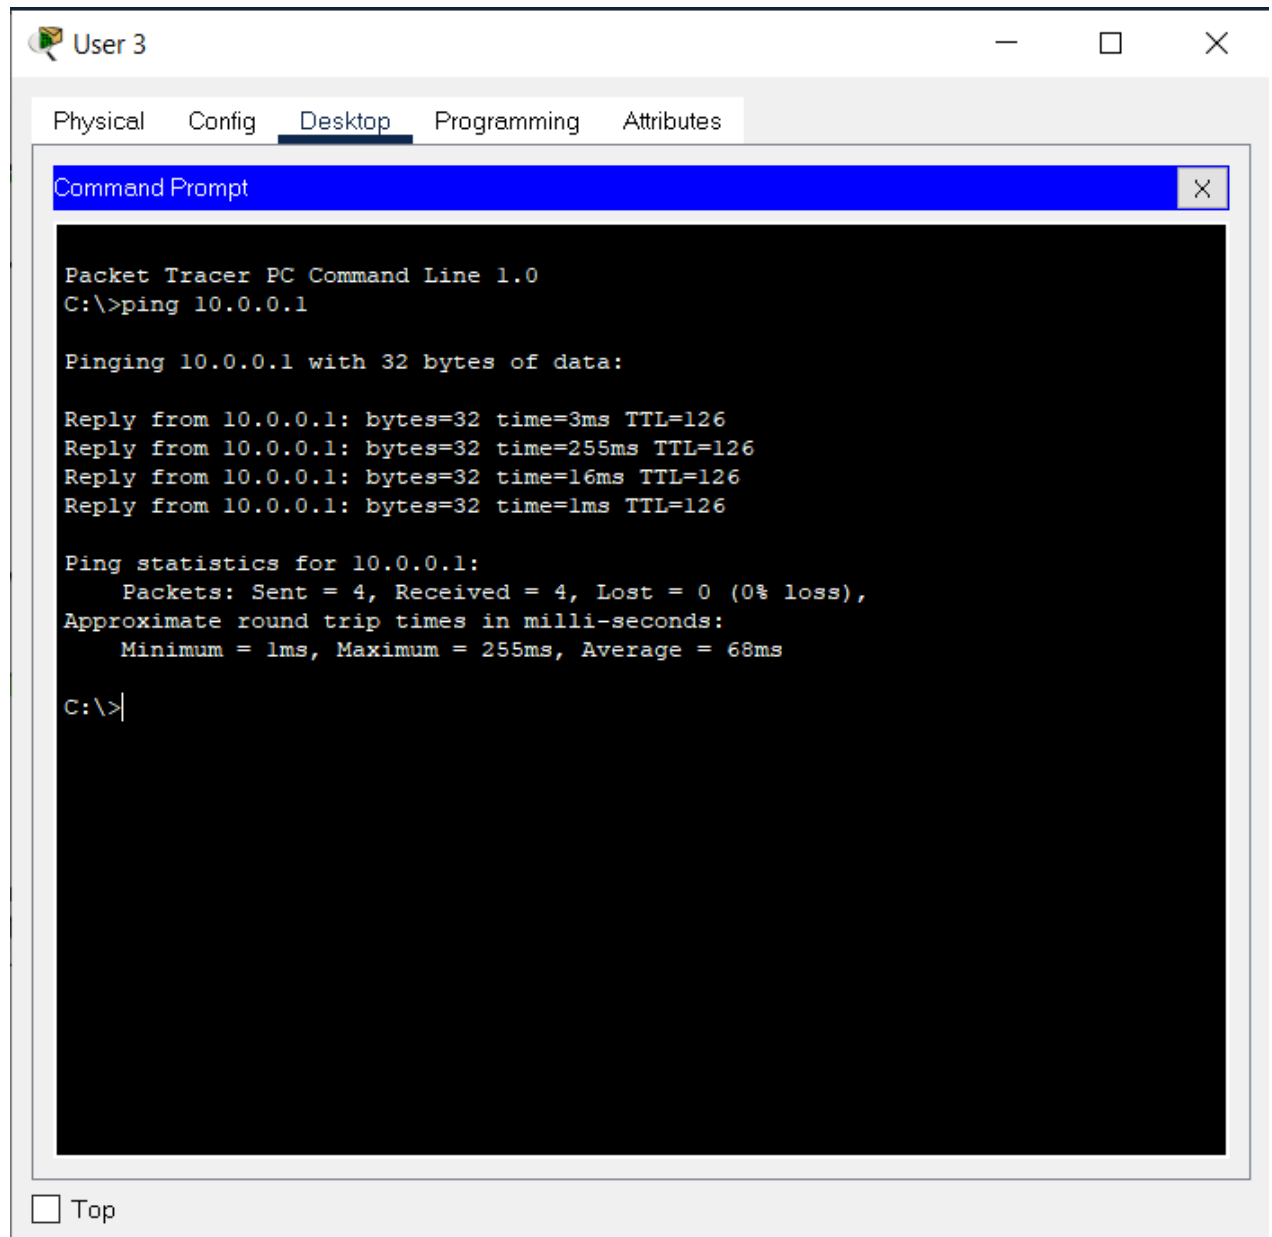 User 3
Physical Config Desktop Programming Attributes
Command Prompt X
Packet Tracer PC Command Line 1.0
C:\>ping 10.0.0.1
Pinging 10.0.0.1 with 32 bytes of data:
Reply from 10.0.0.1: bytes=32 time=3ms TTL=126
Reply from 10.0.0.1: bytes=32 time=255ms TTL=126
Reply from 10.0.0.1: bytes=32 time=16ms TTL=126
Reply from 10.0.0.1: bytes=32 time=1ms TTL=126
Ping statistics for 10.0.0.1:
Packets: Sent = 4, Received = 4, Lost = 0 (0% loss),
Approximate round trip times in milli-seconds:
Minimum = 1ms, Maximum = 255ms, Average = 68ms
C:\>
Top